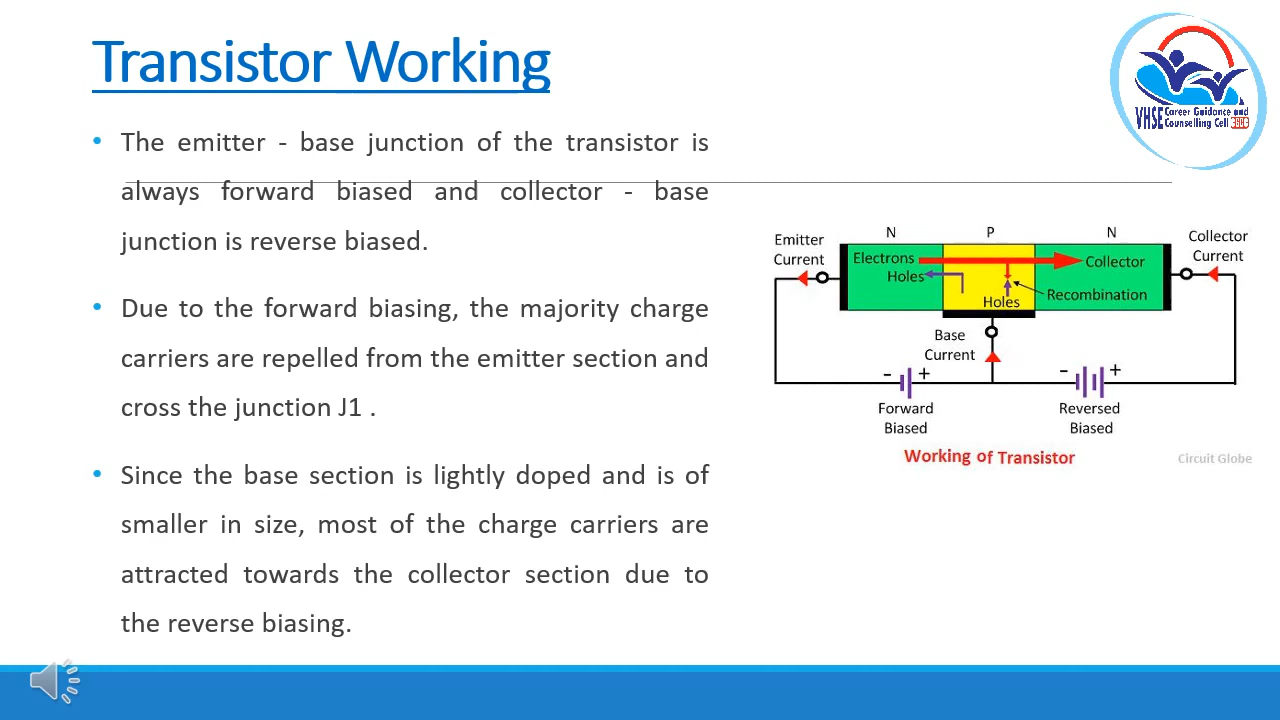 Transistor Working
VHSE Career Guidance and
Counselling Cell
• The emitter - base junction of the transistor is
always forward biased and collector - base
junction is reverse biased.
• Due to the forward biasing, the majority charge
carriers are repelled from the emitter section and
cross the junction J1 .
• Since the base section is lightly doped and is of
smaller in size, most of the charge carriers are
attracted towards the collector section due to
the reverse biasing.
N P N
Emitter
Current
Collector
Current
Electrons
Holes
Collector
Holes
Recombination
Base
Current
- +
- +
Forward
Biased
Reversed
Biased
Working of Transistor
Circuit Globe